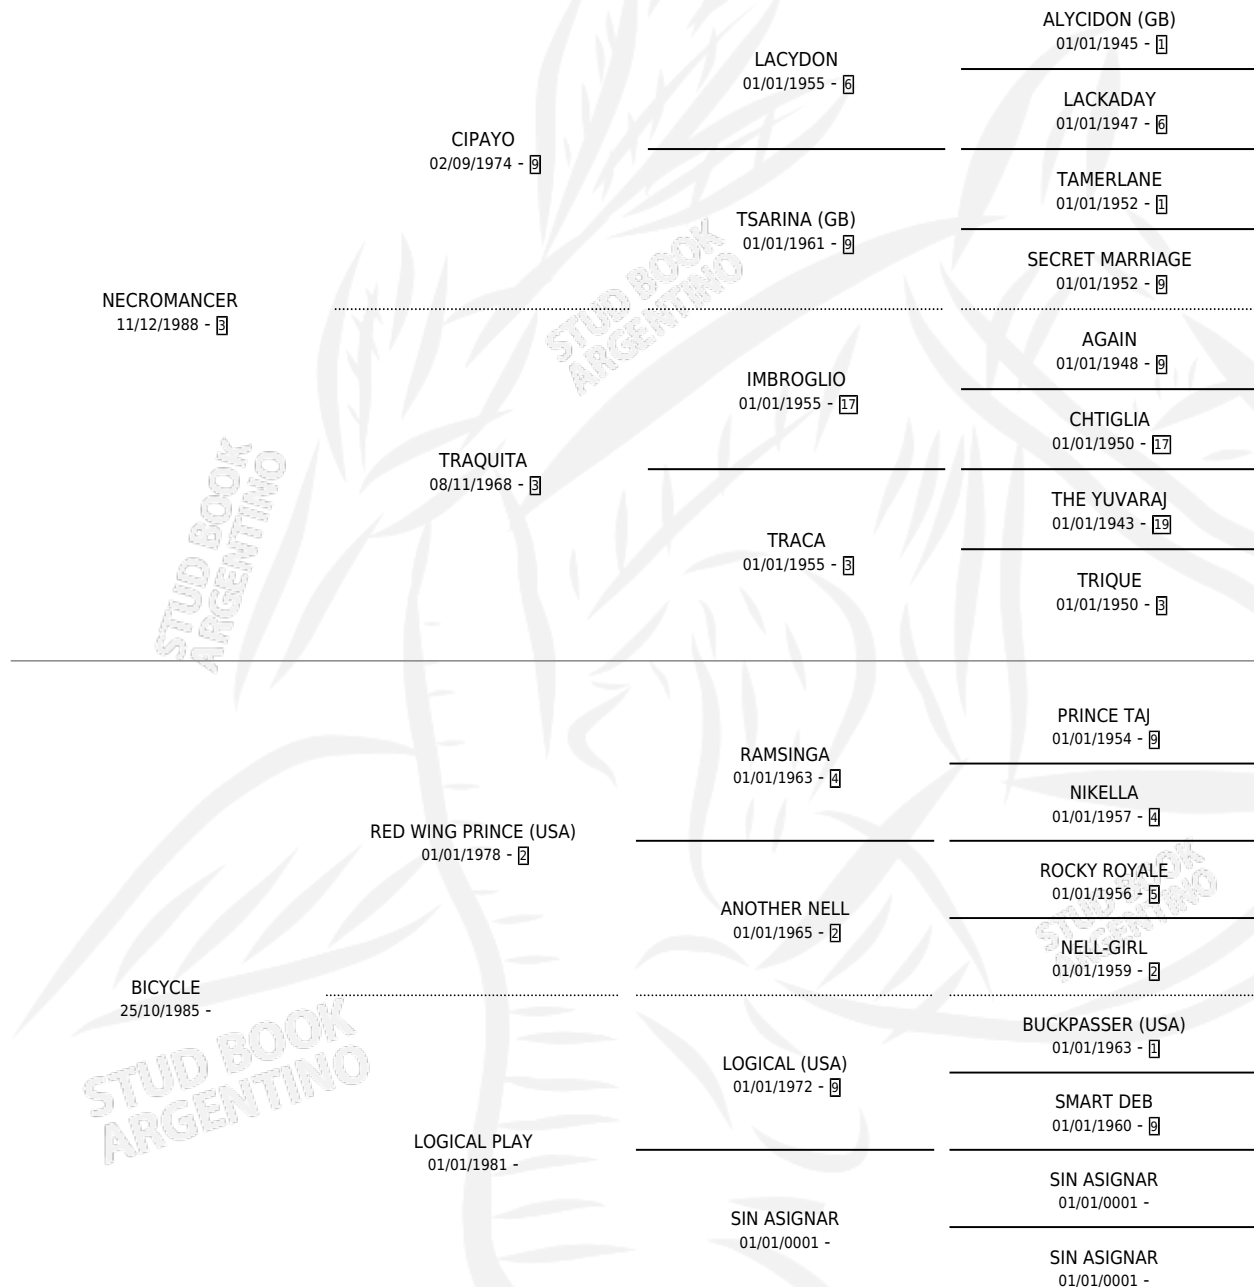 ALYCIDON (GB)
01/01/1945 - 1
LACYDON
01/01/1955 - 6
LACKADAY
01/01/1947 - 6
CIPAYO
02/09/1974 - 9
TAMERLANE
01/01/1952 - 1
TSARINA (GB)
01/01/1961 - 9
SECRET MARRIAGE
01/01/1952 - 9
NECROMANCER
11/12/1988 - 3
AGAIN
01/01/1948 - 9
IMBROGLIO
01/01/1955 - 17
CHTIGLIA
01/01/1950 - 17
TRAQUITA
08/11/1968 - 3
THE YUVARAJ
01/01/1943 - 19
TRACA
01/01/1955 - 3
TRIQUE
01/01/1950 - 3
PRINCE TAJ
01/01/1954 - 9
RAMSINGA
01/01/1963 - 4
NIKELLA
01/01/1957 - 4
RED WING PRINCE (USA)
01/01/1978 - 2
ROCKY ROYALE
01/01/1956 - 5
ANOTHER NELL
01/01/1965 - 2
NELL-GIRL
01/01/1959 - 2
BICYCLE
25/10/1985 -
BUCKPASSER (USA)
01/01/1963 - 1
LOGICAL (USA)
01/01/1972 - 9
SMART DEB
01/01/1960 - 9
LOGICAL PLAY
01/01/1981 -
SIN ASIGNAR
01/01/0001 -
SIN ASIGNAR
01/01/0001 -
SIN ASIGNAR
01/01/0001 -
STUD BOOK
ARGENTINO
STUD BOOK
ARGENTINO
STUD BOOK
ARGENTINO
STUD BOOK
ARGENTINO